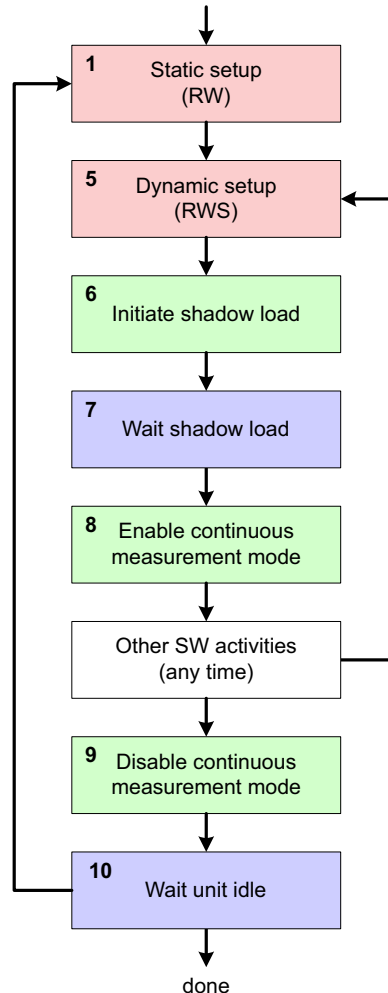 1
Static setup
(RW)
5
Dynamic setup
(RWS)
6
Initiate shadow load
7
Wait shadow load
8
Enable continuous
measurement mode
Other SW activities
(any time)
9
Disable continuous
measurement mode
10
Wait unit idle
done